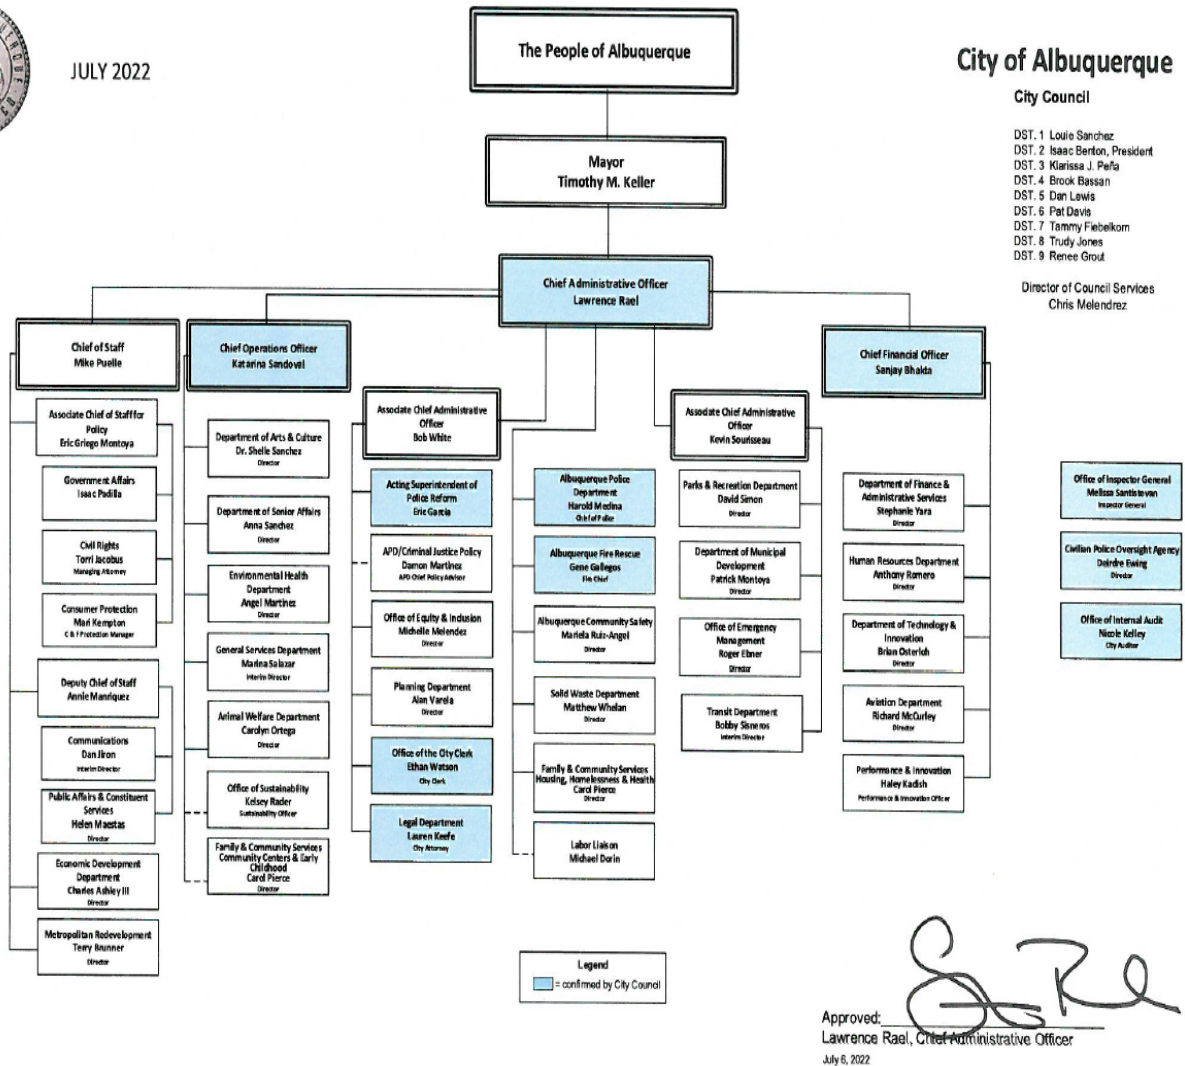 JULY 2022
The People of Albuquerque
City of Albuquerque
City Council
DST. 1 Louie Sanchez
DST. 2 Isaac Benton, President
DST. 3 Klarissa J. Peña
DST. 4 Brook Bassan
DST. 5 Dan Lewis
DST. 6 Pat Davis
DST. 7 Tammy Fiebelkorn
DST. 8 Trudy Jones
DST. 9 Renee Grout
Director of Council Services
Chris Melendrez
Mayor
Timothy M. Keller
Chief Administrative Officer
Lawrence Rael
Chief of Staff
Mike Puelle
Chief Operations Officer
Katarina Sandoval
Chief Financial Officer
Sanjay Bhakta
Associate Chief of Staff for
Policy
Eric Griego Montoya
Government Affairs
Isaac Padilla
Civil Rights
Torri Jacobus
Managing Attorney
Consumer Protection
Mari Kempton
C & F Protection Manager
Deputy Chief of Staff
Annie Manriquez
Communications
Dan Jiron
Interim Director
Public Affairs & Constituent
Services
Helen Maestas
Director
Economic Development
Department
Charles Ashley III
Director
Metropolitan Redevelopment
Terry Brunner
Director
Department of Arts & Culture
Dr. Shelle Sanchez
Director
Department of Senior Affairs
Anna Sanchez
Director
Environmental Health
Department
Angel Martinez
Director
General Services Department
Marina Salazar
Interim Director
Animal Welfare Department
Carolyn Ortega
Director
Office of Sustainability
Kelsey Rader
Sustainability Officer
Family & Community Services
Community Centers & Early
Childhood
Carol Pierce
Director
Associate Chief Administrative
Officer
Bob White
Acting Superintendent of
Police Reform
Eric Garcia
APD/Criminal Justice Policy
Damon Martinez
APD Chief Policy Advisor
Office of Equity & Inclusion
Michelle Melendez
Director
Planning Department
Alan Varela
Director
Office of the City Clerk
Ethan Watson
City Clerk
Legal Department
Lauren Keefe
City Attorney
Albuquerque Police
Department
Harold Medina
Chief of Police
Albuquerque Fire Rescue
Gene Gallegos
Fire Chief
Albuquerque Community Safety
Mariela Ruiz-Angel
Solid Waste Department
Matthew Whelan
Director
Family & Community Services
Housing, Homelessness & Health
Carol Pierce
Director
Labor Liaison
Michael Dorin
Associate Chief Administrative
Officer
Kevin Sourisseau
Parks & Recreation Department
David Simon
Director
Department of Municipal
Development
Patrick Montoya
Director
Office of Emergency
Management
Roger Ebner
Director
Transit Department
Bobby Sisneros
Interim Director
Department of Finance &
Administrative Services
Stephanie Yara
Director
Human Resources Department
Anthony Romero
Director
Department of Technology &
Innovation
Brian Osterloh
Director
Aviation Department
Richard McCurley
Director
Performance & Innovation
Haley Kadish
Performance & Innovation Officer
Office of Inspector General
Melissa Santistevan
Inspector General
Civilian Police Oversight Agency
Deirdre Ewing
Director
Office of Internal Audit
Nicole Kelley
City Auditor
Legend
= confirmed by City Council
Approved:
Lawrence Rael, Chief Administrative Officer
July 6, 2022